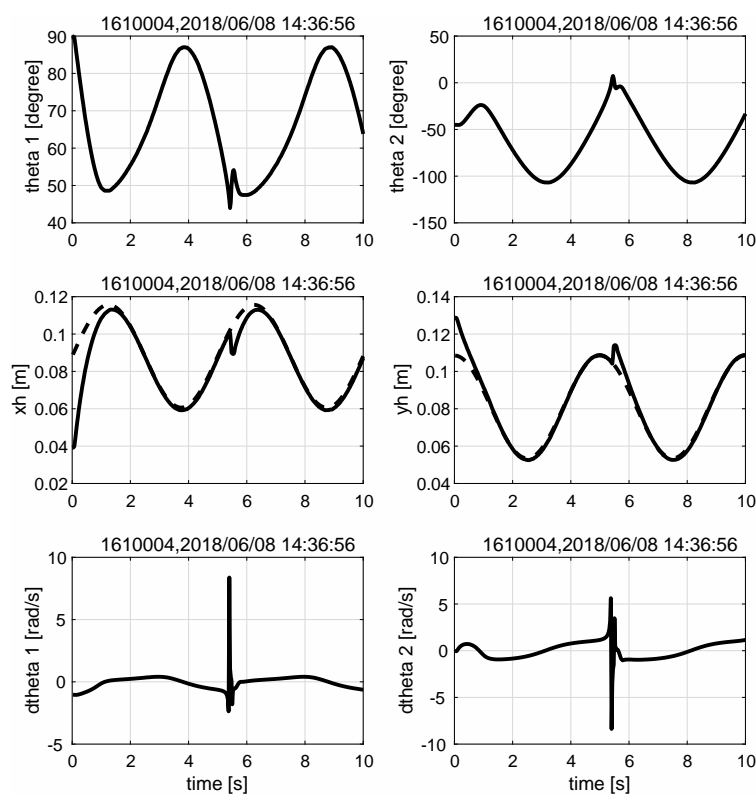 1610004,2018/06/08 14:36:56
theta 1 [degree]
90
80
70
60
50
40
0 2 4 6 8 10
1610004,2018/06/08 14:36:56
theta 2 [degree]
50
0
-50
-100
-150
0 2 4 6 8 10
1610004,2018/06/08 14:36:56
xh [m]
0.12
0.1
0.08
0.06
0.04
0.02
0 2 4 6 8 10
1610004,2018/06/08 14:36:56
yh [m]
0.14
0.12
0.1
0.08
0.06
0.04
0 2 4 6 8 10
1610004,2018/06/08 14:36:56
dtheta 1 [rad/s]
10
5
0
-5
0 2 4 6 8 10
time [s]
1610004,2018/06/08 14:36:56
dtheta 2 [rad/s]
10
5
0
-5
-10
0 2 4 6 8 10
time [s]